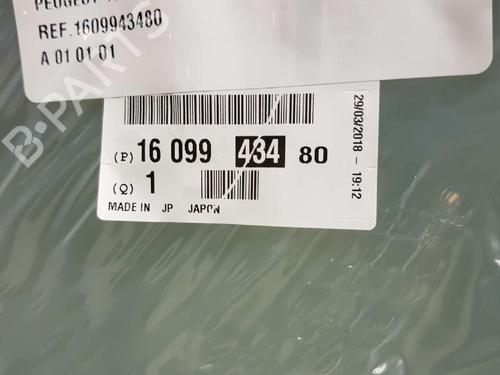 PEUGEOT
REF.1609943480
A 01 01 01
B-PARTS
(P) 16 099 434 80
(Q) 1
MADE IN JP JAPON
29/03/2018 - 19:12